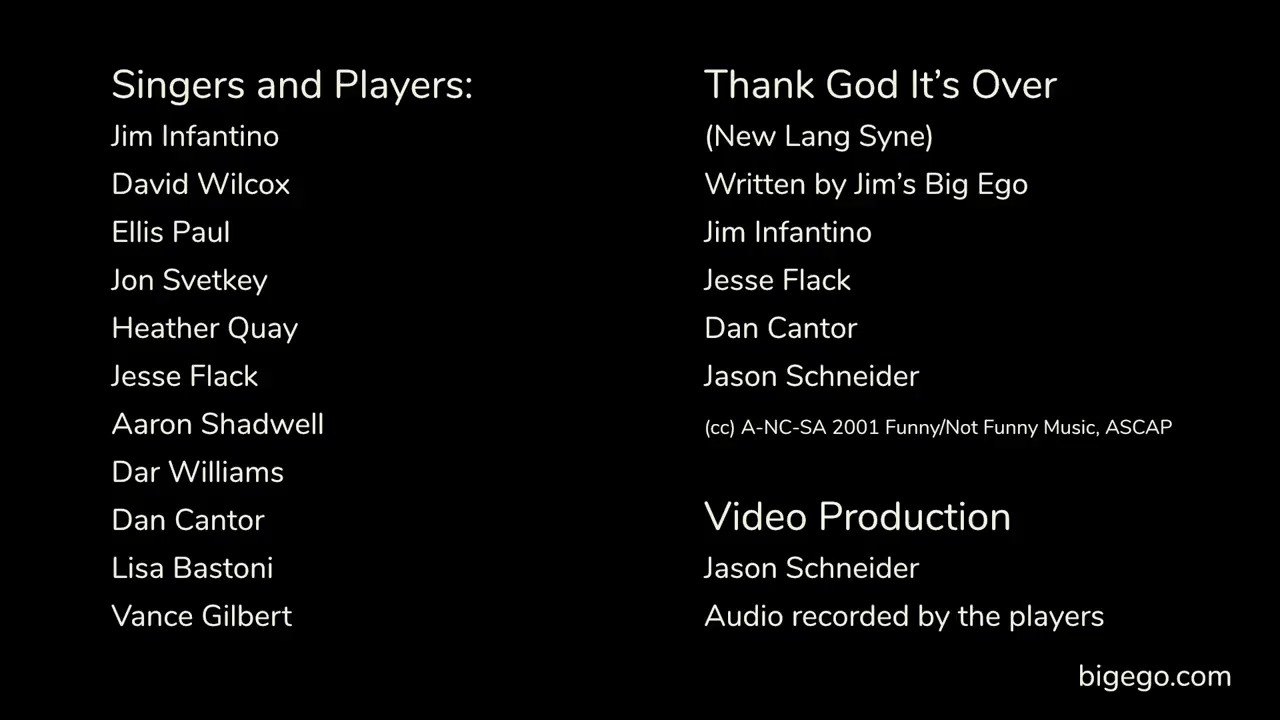 Singers and Players:
Jim Infantino
David Wilcox
Ellis Paul
Jon Svetkey
Heather Quay
Jesse Flack
Aaron Shadwell
Dar Williams
Dan Cantor
Lisa Bastoni
Vance Gilbert
Thank God It’s Over
(New Lang Syne)
Written by Jim’s Big Ego
Jim Infantino
Jesse Flack
Dan Cantor
Jason Schneider
(cc) A-NC-SA 2001 Funny/Not Funny Music, ASCAP
Video Production
Jason Schneider
Audio recorded by the players
bigego.com